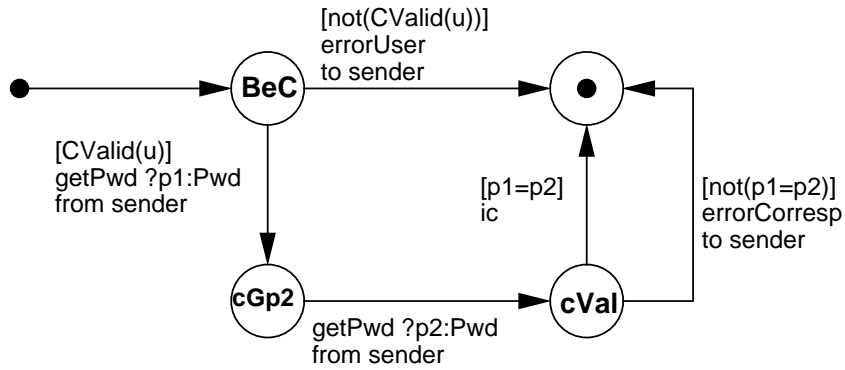 [not(CValid(u))]
errorUser
to sender
BeC
[CValid(u)]
getPwd ?p1:Pwd
from sender
[p1=p2]
ic
[not(p1=p2)]
errorCorresp
to sender
cGp2
cVal
getPwd ?p2:Pwd
from sender